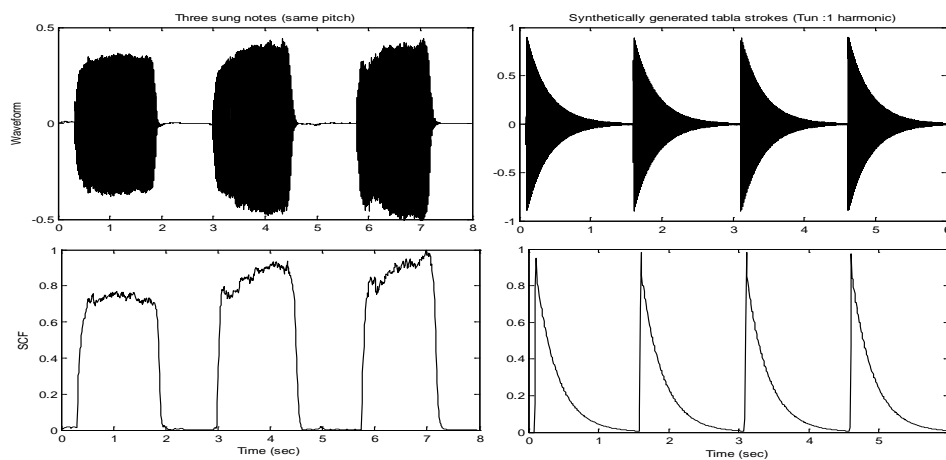 Three sung notes (same pitch)
Synthetically generated tabla strokes (Tun :1 harmonic)
0.5
0
-0.5
Waveform
0 1 2 3 4 5 6 7 8
1
0.5
0
-0.5
-1
0 1 2 3 4 5 6
1
0.8
0.6
0.4
0.2
0
SCF
0 1 2 3 4 5 6 7 8
Time (sec)
1
0.8
0.6
0.4
0.2
0
0 1 2 3 4 5
Time (sec)